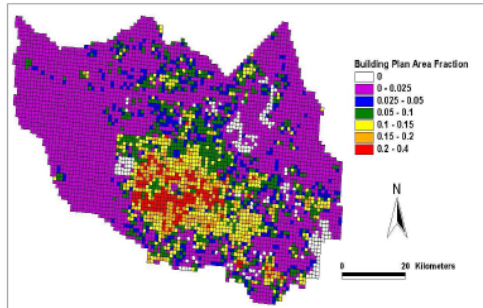 Building Plan Area Fraction
0
0 - 0.025
0.025 - 0.05
0.05 - 0.1
0.1 - 0.15
0.15 - 0.2
0.2 - 0.4
N
0 20 Kilometers